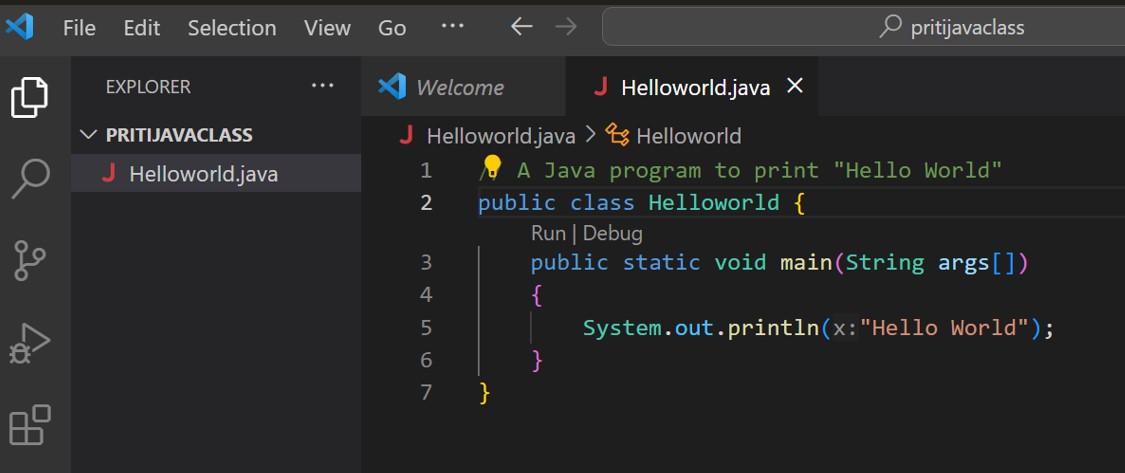 File Edit Selection View Go ··· pritijavaclass
EXPLORER ···
PRITIJAVACLASS
J Helloworld.java
Welcome
J Helloworld.java ×
J Helloworld.java > Helloworld
1 // A Java program to print "Hello World"
2 public class Helloworld {
Run | Debug
3 public static void main(String args[])
4 {
5 System.out.println(x:"Hello World");
6 }
7 }